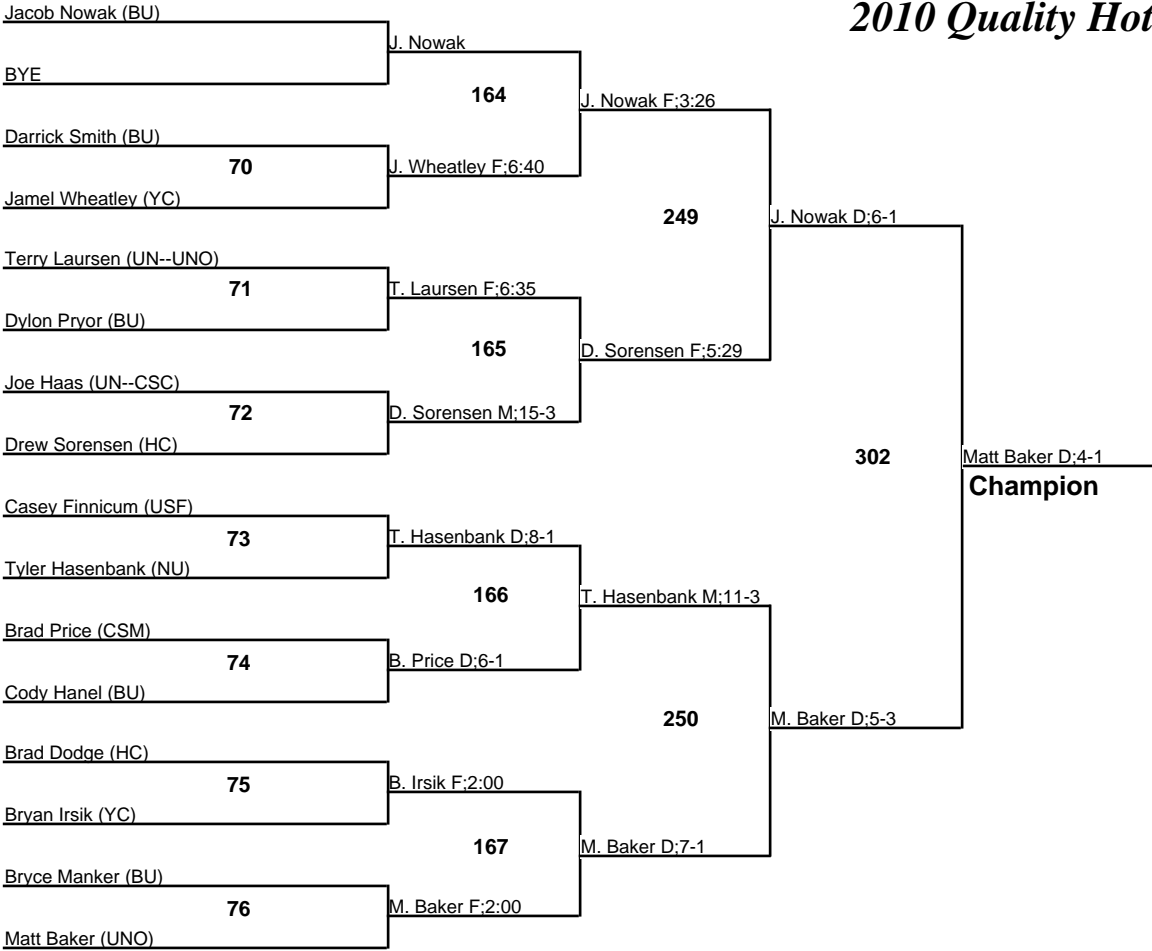 2010 Quality Hot
Jacob Nowak (BU)
J. Nowak
BYE
164
J. Nowak F;3:26
Darrick Smith (BU)
70
J. Wheatley F;6:40
Jamel Wheatley (YC)
249
J. Nowak D;6-1
Terry Laursen (UN--UNO)
71
T. Laursen F;6:35
Dylon Pryor (BU)
165
D. Sorensen F;5:29
Joe Haas (UN--CSC)
72
D. Sorensen M;15-3
Drew Sorensen (HC)
302
Matt Baker D;4-1
Champion
Casey Finnicum (USF)
73
T. Hasenbank D;8-1
Tyler Hasenbank (NU)
166
T. Hasenbank M;11-3
Brad Price (CSM)
74
B. Price D;6-1
Cody Hanel (BU)
250
M. Baker D;5-3
Brad Dodge (HC)
75
B. Irsik F;2:00
Bryan Irsik (YC)
167
M. Baker D;7-1
Bryce Manker (BU)
76
M. Baker F;2:00
Matt Baker (UNO)